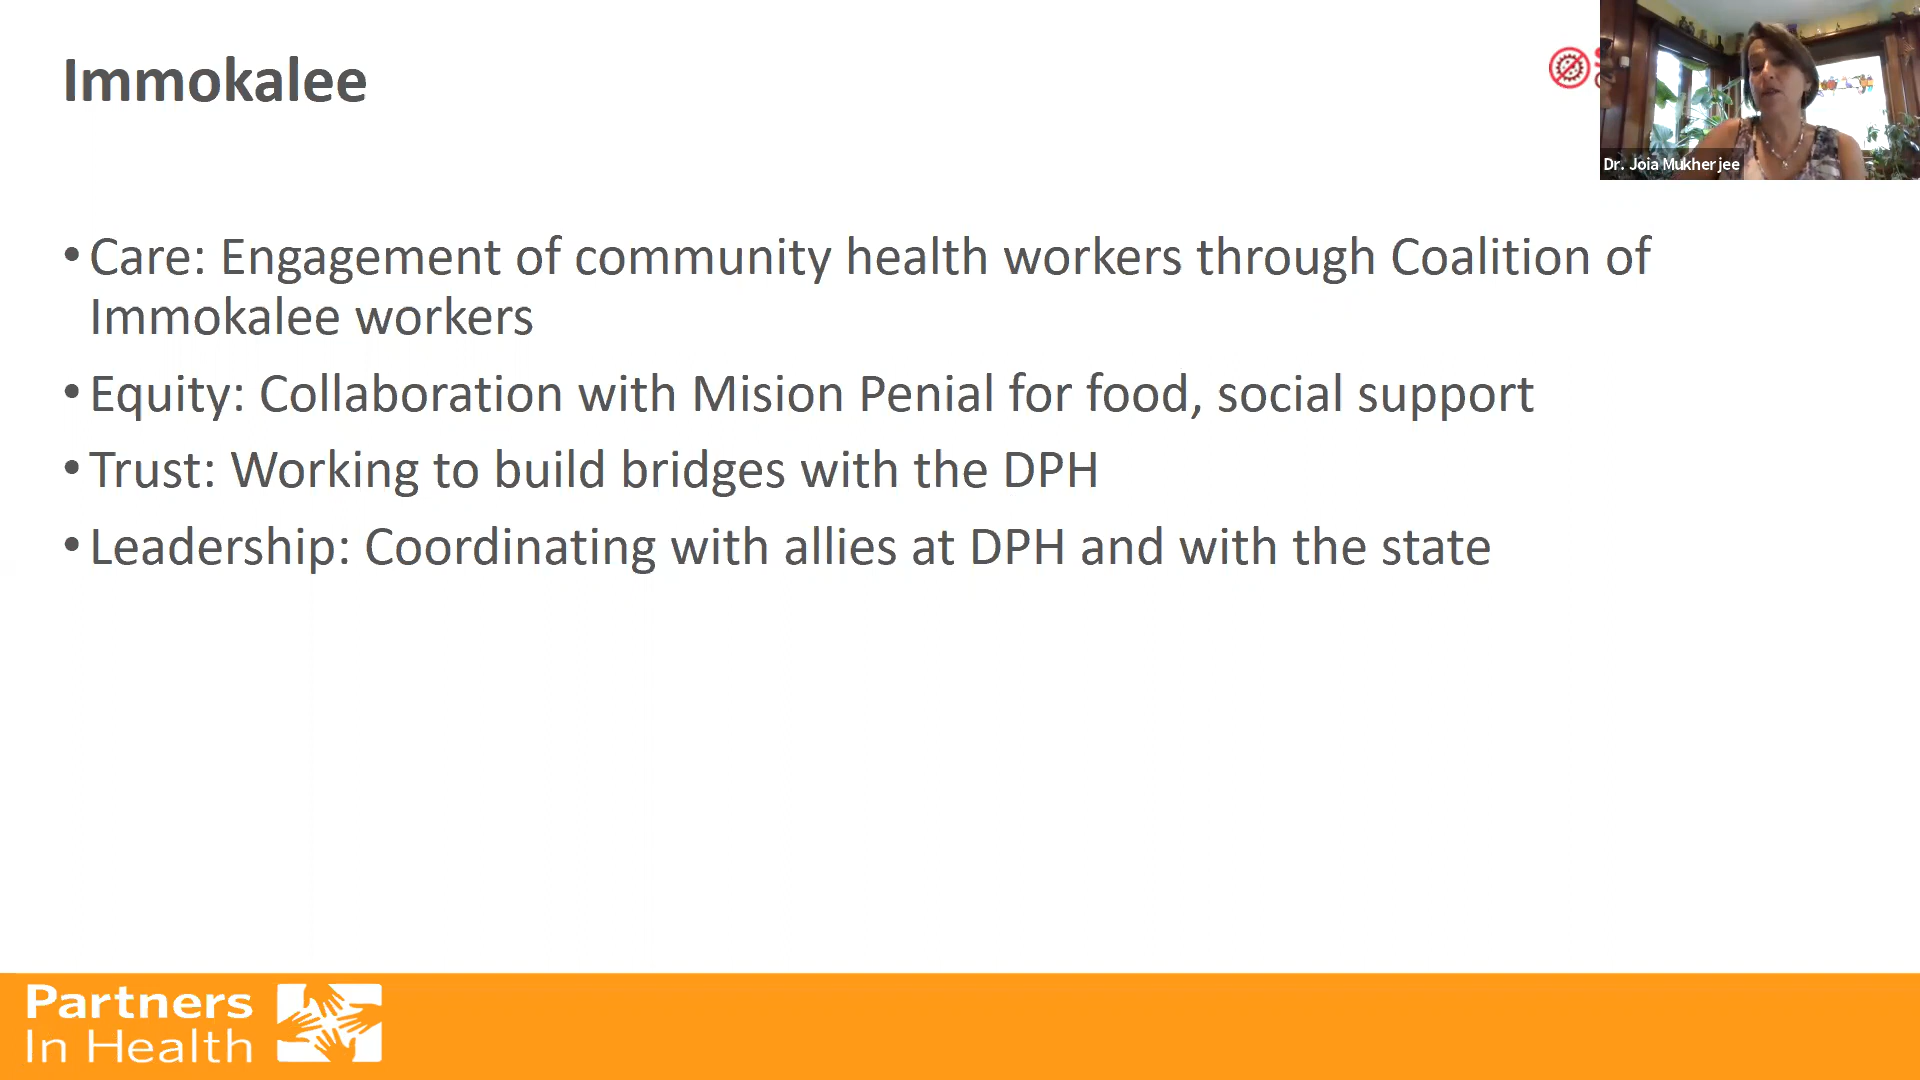 Immokalee
Dr. Joia Mukherjee
• Care: Engagement of community health workers through Coalition of
Immokalee workers
• Equity: Collaboration with Mision Penial for food, social support
• Trust: Working to build bridges with the DPH
• Leadership: Coordinating with allies at DPH and with the state
Partners
In Health